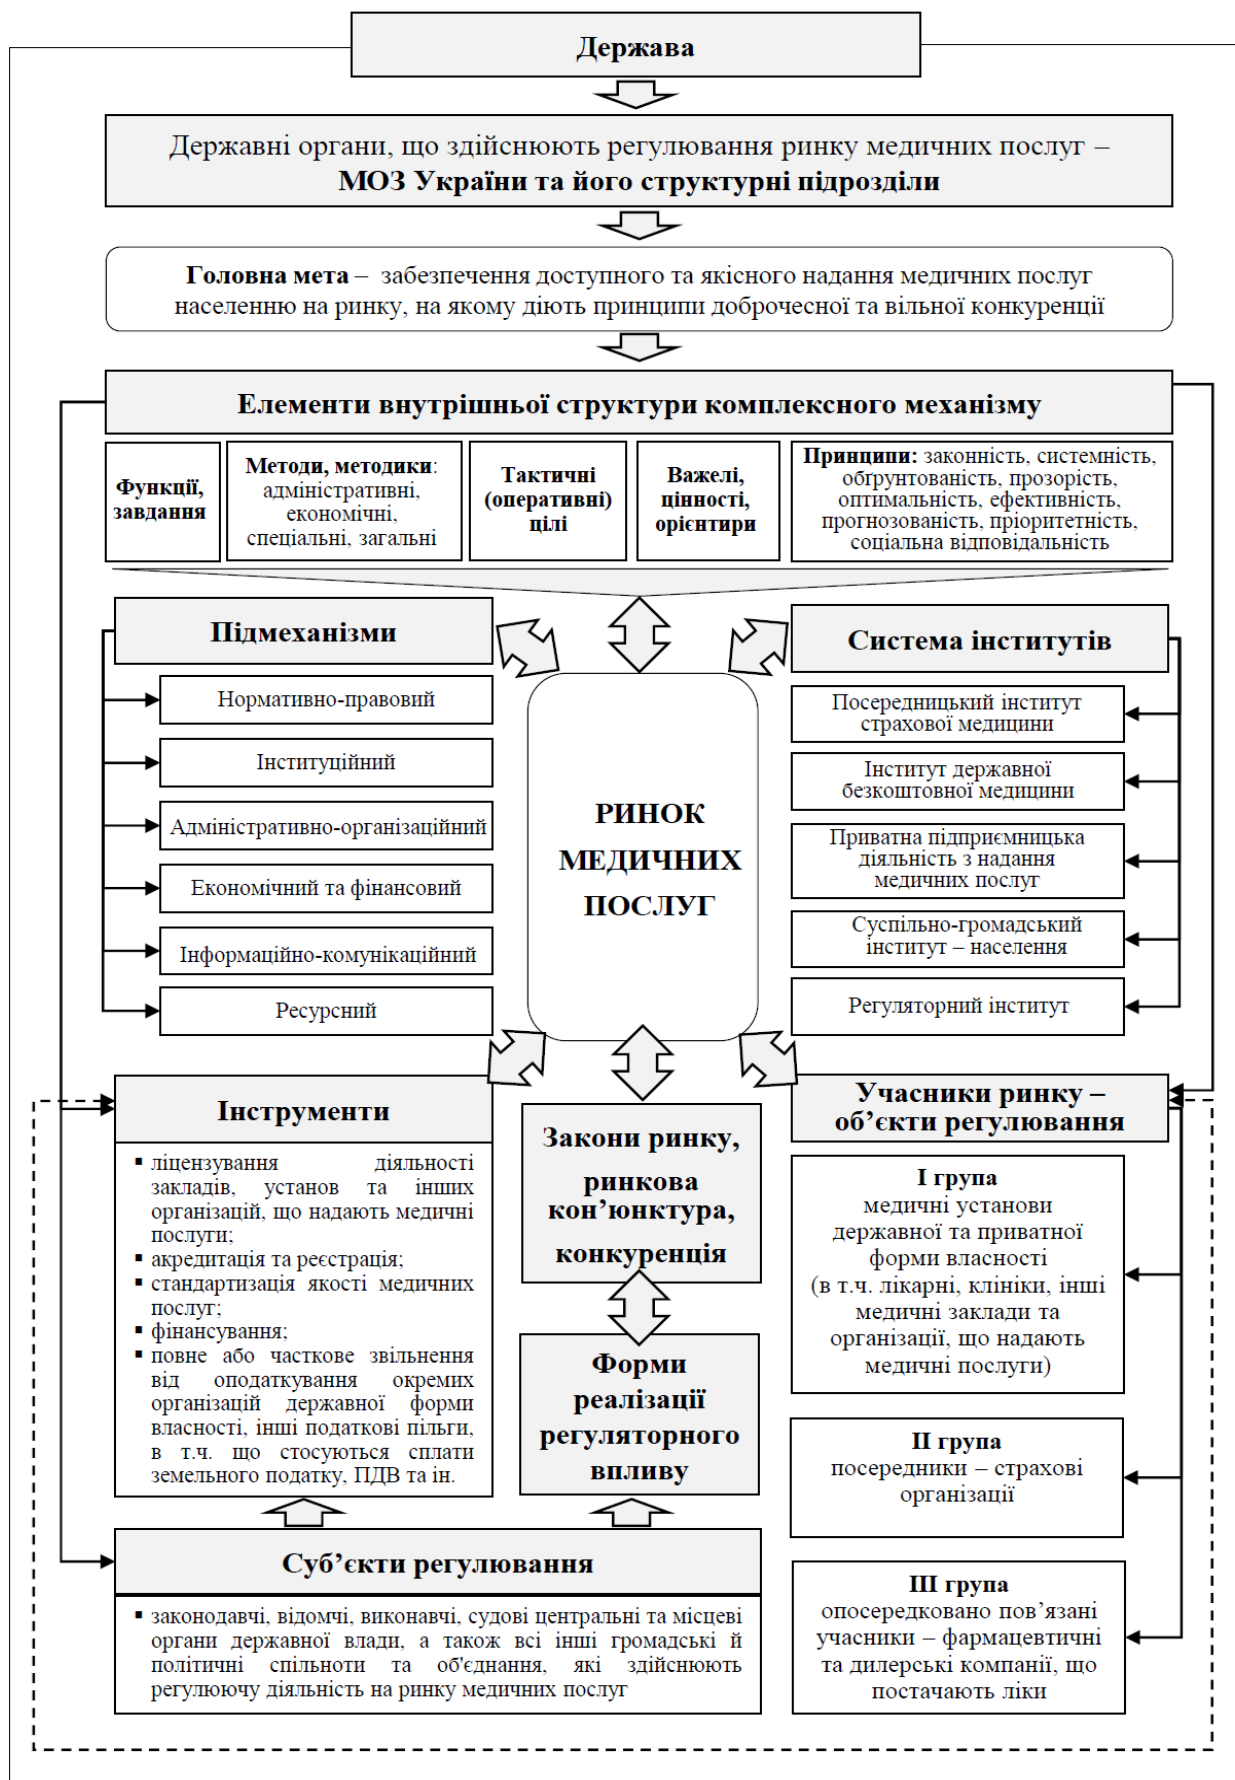 Держава
Державні органи, що здійснюють регулювання ринку медичних послуг –
МОЗ України та його структурні підрозділи
Головна мета – забезпечення доступного та якісного надання медичних послуг
населенню на ринку, на якому діють принципи доброчесної та вільної конкуренції
Елементи внутрішньої структури комплексного механізму
Функції,
завдання
Методи, методики:
адміністративні,
економічні,
спеціальні, загальні
Тактичні
(оперативні)
цілі
Важелі,
цінності,
орієнтири
Принципи: законність, системність,
обґрунтованість, прозорість,
оптимальність, ефективність,
прогнозованість, пріоритетність,
соціальна відповідальність
Підмеханізми
Нормативно-правовий
Інституційний
Адміністративно-організаційний
Економічний та фінансовий
Інформаційно-комунікаційний
Ресурсний
РИНОК
МЕДИЧНИХ
ПОСЛУГ
Система інститутів
Посередницький інститут
страхової медицини
Інститут державної
безкоштовної медицини
Приватна підприємницька
діяльність з надання
медичних послуг
Суспільно-громадський
інститут – населення
Регуляторний інститут
Інструменти
▪ ліцензування діяльності
закладів, установ та інших
організацій, що надають медичні
послуги;
▪ акредитація та реєстрація;
▪ стандартизація якості медичних
послуг;
▪ фінансування;
▪ повне або часткове звільнення
від оподаткування окремих
організацій державної форми
власності, інші податкові пільги,
в т.ч. що стосуються сплати
земельного податку, ПДВ та ін.
Закони ринку,
ринкова
кон’юнктура,
конкуренція
Форми
реалізації
регуляторного
впливу
Учасники ринку –
об’єкти регулювання
І група
медичні установи
державної та приватної
форми власності
(в т.ч. лікарні, клініки, інші
медичні заклади та
організації, що надають
медичні послуги)
ІІ група
посередники – страхові
організації
ІІІ група
опосередковано пов’язані
учасники – фармацевтичні
та дилерські компанії, що
постачають ліки
Суб’єкти регулювання
▪ законодавчі, відомчі, виконавчі, судові центральні та місцеві
органи державної влади, а також всі інші громадські й
політичні спільноти та об'єднання, які здійснюють
регулюючу діяльність на ринку медичних послуг